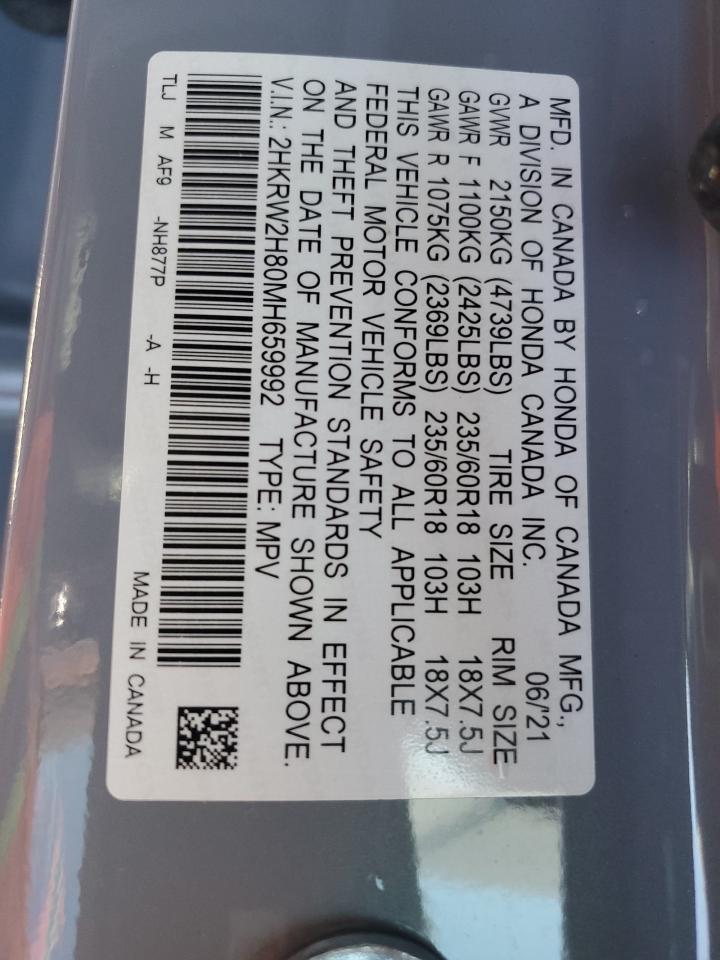 MFD. IN CANADA BY HONDA OF CANADA MFG.,
A DIVISION OF HONDA CANADA INC. 06/'21
GVWR 2150KG (4739LBS) TIRE SIZE RIM SIZE
GAWR F 1100KG (2425LBS) 235/60R18 103H 18X7.5J
GAWR R 1075KG (2369LBS) 235/60R18 103H 18X7.5J
THIS VEHICLE CONFORMS TO ALL APPLICABLE
FEDERAL MOTOR VEHICLE SAFETY
AND THEFT PREVENTION STANDARDS IN EFFECT
ON THE DATE OF MANUFACTURE SHOWN ABOVE.
V.I.N.: 2HKRW2H80MH659992 TYPE: MPV
TLJ M AF9 -NH877P -A -H MADE IN CANADA